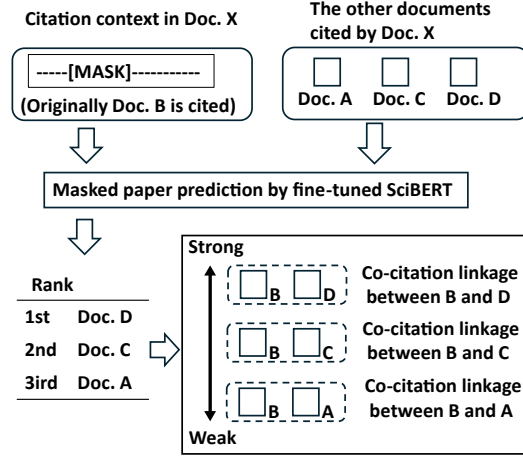 Citation context in Doc. X
-----[MASK]-----------
(Originally Doc. B is cited)
The other documents
cited by Doc. X
Doc. A Doc. C Doc. D
Masked paper prediction by fine-tuned SciBERT
Rank
1st Doc. D
2nd Doc. C
3ird Doc. A
Strong
B D
Co-citation linkage
between B and D
B C
Co-citation linkage
between B and C
B A
Co-citation linkage
between B and A
Weak